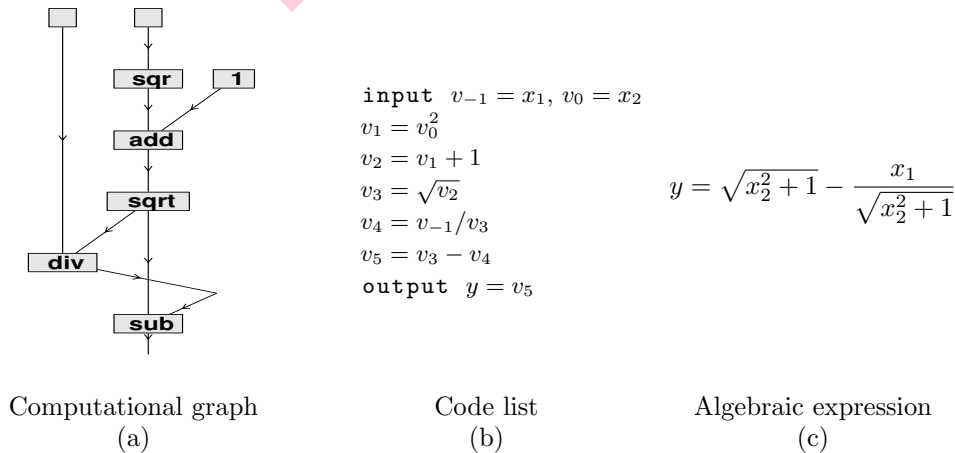 sqr
1
add
sqrt
div
sub
input v₋₁ = x₁, v₀ = x₂
v₁ = v₀²
v₂ = v₁ + 1
v₃ = √v₂
v₄ = v₋₁/v₃
v₅ = v₃ − v₄
output y = v₅
y = √(x₂² + 1) − x₁ / √(x₂² + 1)
Computational graph
(a)
Code list
(b)
Algebraic expression
(c)